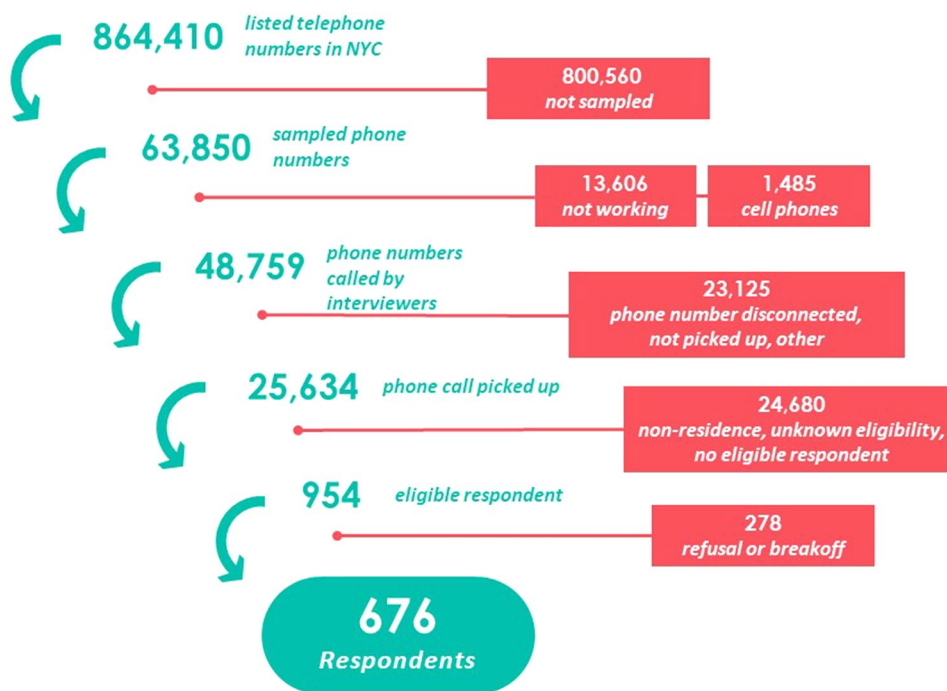 864,410
listed telephone
numbers in NYC
800,560
not sampled
63,850
sampled phone
numbers
13,606
not working
1,485
cell phones
48,759
phone numbers
called by
interviewers
23,125
phone number disconnected,
not picked up, other
25,634
phone call picked up
24,680
non-residence, unknown eligibility,
no eligible respondent
954
eligible respondent
278
refusal or breakoff
676
Respondents